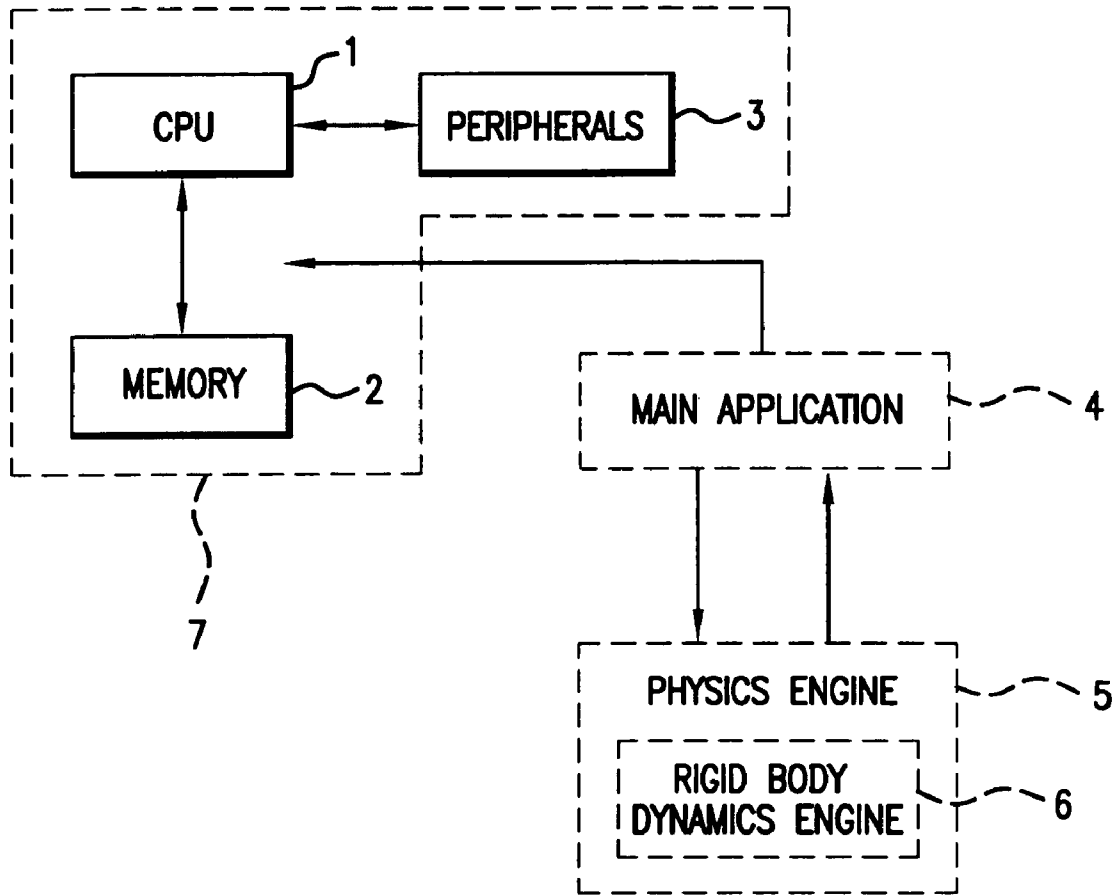 1
CPU
PERIPHERALS
3
MEMORY
2
MAIN APPLICATION
4
7
PHYSICS ENGINE
5
RIGID BODY
DYNAMICS ENGINE
6